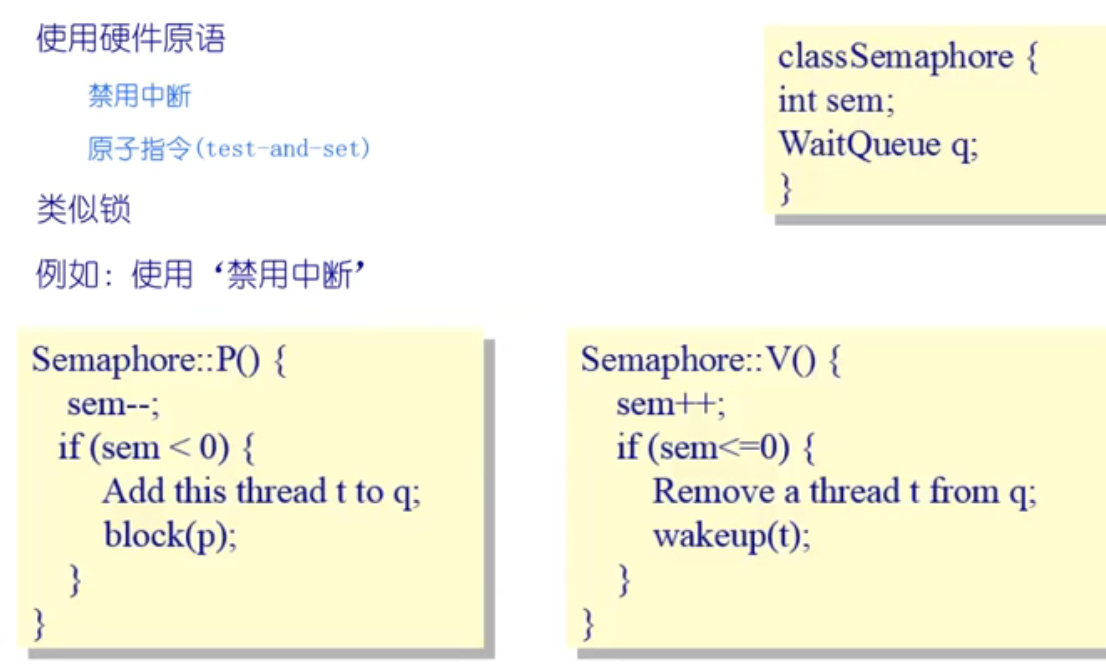 使用硬件原语
禁用中断
原子指令(test-and-set)
类似锁
例如：使用‘禁用中断’
classSemaphore {
int sem;
WaitQueue q;
}
Semaphore::P() {
sem--;
if (sem < 0) {
Add this thread t to q;
block(p);
}
}
Semaphore::V() {
sem++;
if (sem<=0) {
Remove a thread t from q;
wakeup(t);
}
}